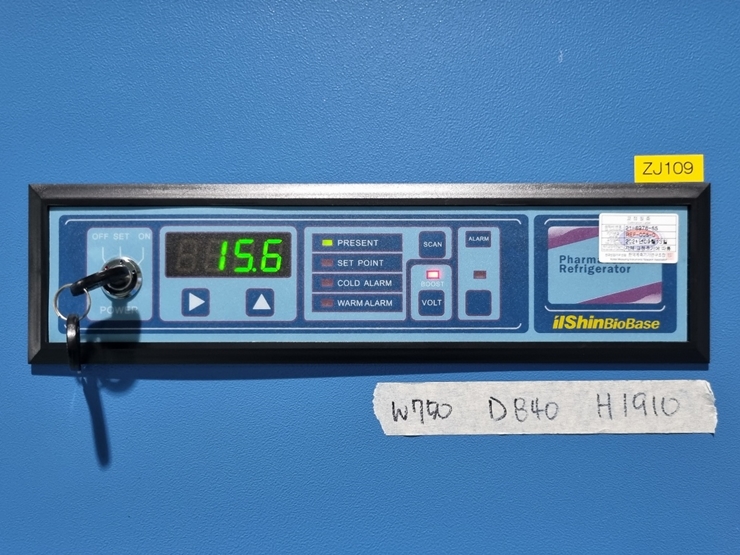 ZJ109
OFF SET ON
POWER
15.6
PRESENT
SET POINT
COLD ALARM
WARM ALARM
SCAN
BOOST
VOLT
ALARM
Refrigerator
ilShinBioBase
W750 D840 H1910